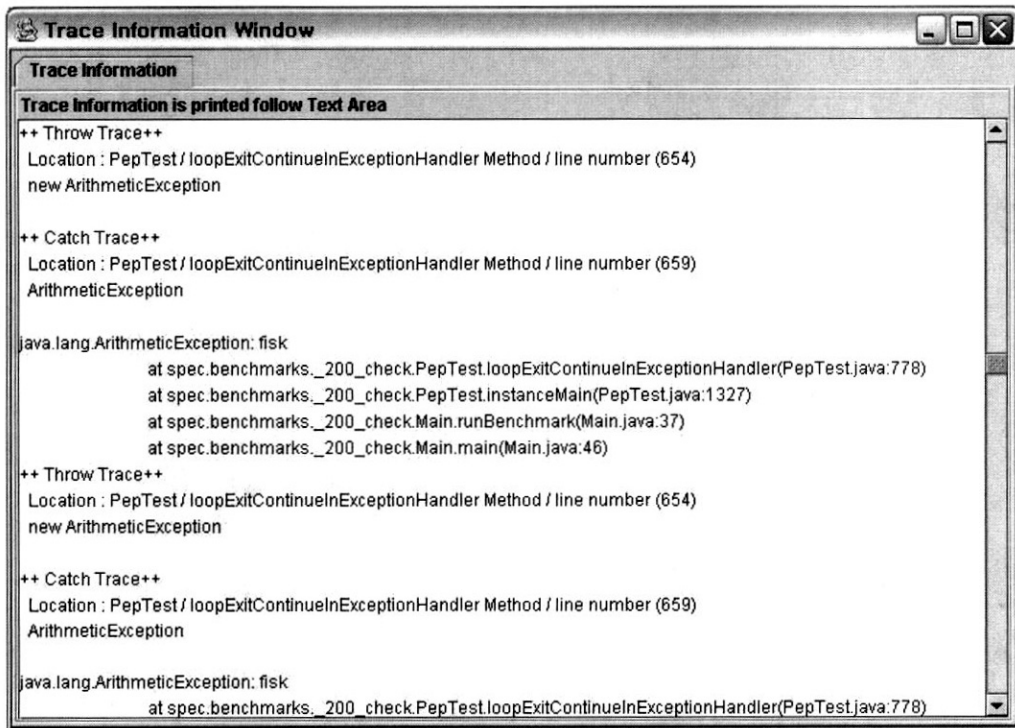 Trace Information Window
Trace Information
Trace Information is printed follow Text Area
++ Throw Trace++
Location : PepTest / loopExitContinueInExceptionHandler Method / line number (654)
new ArithmeticException
++ Catch Trace++
Location : PepTest / loopExitContinueInExceptionHandler Method / line number (659)
ArithmeticException
java.lang.ArithmeticException: fisk
at spec.benchmarks._200_check.PepTest.loopExitContinueInExceptionHandler(PepTest.java:778)
at spec.benchmarks._200_check.PepTest.instanceMain(PepTest.java:1327)
at spec.benchmarks._200_check.Main.runBenchmark(Main.java:37)
at spec.benchmarks._200_check.Main.main(Main.java:46)
++ Throw Trace++
Location : PepTest / loopExitContinueInExceptionHandler Method / line number (654)
new ArithmeticException
++ Catch Trace++
Location : PepTest / loopExitContinueInExceptionHandler Method / line number (659)
ArithmeticException
java.lang.ArithmeticException: fisk
at spec.benchmarks._200_check.PepTest.loopExitContinueInExceptionHandler(PepTest.java:778)